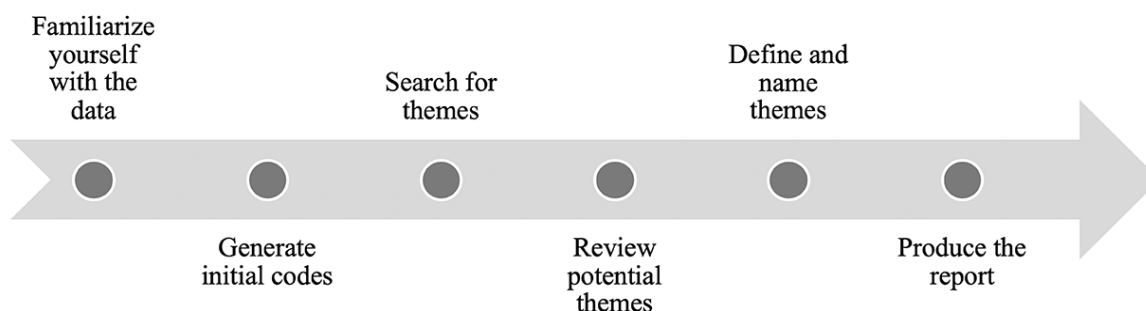 Familiarize
yourself
with the
data
Generate
initial codes
Search for
themes
Review
potential
themes
Define and
name
themes
Produce the
report